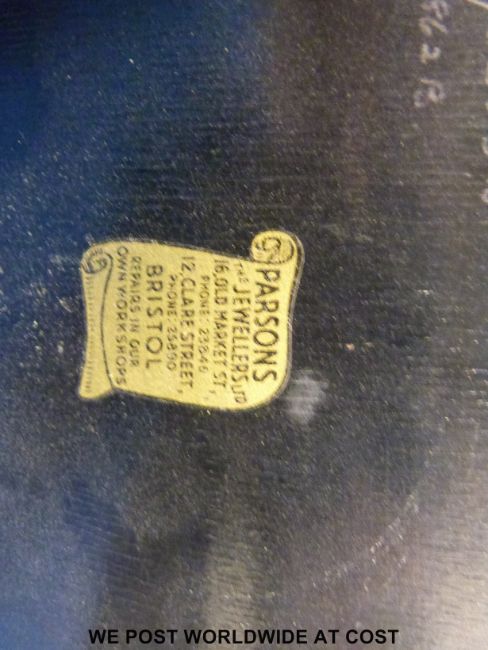 PARSONS
THE JEWELLERS LTD
16, OLD MARKET ST,
PHONE: 23846
12 CLARE STREET,
PHONE: 25890
BRISTOL
REPAIRS IN OUR
OWN WORKSHOPS
WE POST WORLDWIDE AT COST